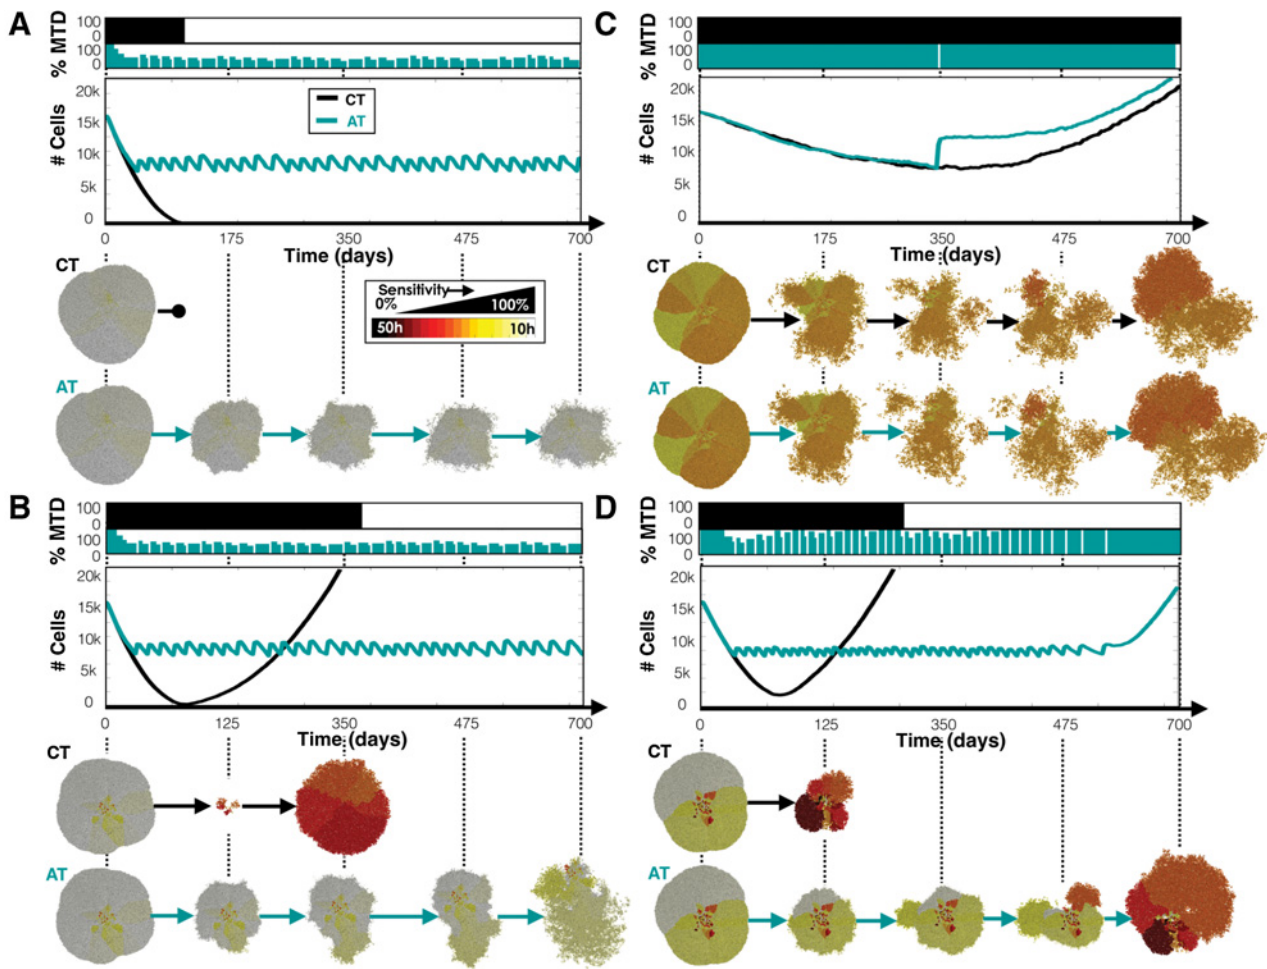 A
% MTD
100
0
100
0
# Cells
20k
15k
10k
5k
0
CT
AT
0 175 350 475 700
Time (days)
CT
AT
Sensitivity
0% 100%
50h 10h
C
% MTD
100
0
100
0
# Cells
20k
15k
10k
5k
0
0 175 350 475 700
Time (days)
CT
AT
B
% MTD
100
0
100
0
# Cells
20k
15k
10k
5k
0
0 125 350 475 700
Time (days)
CT
AT
D
% MTD
100
0
100
0
# Cells
20k
15k
10k
5k
0
0 125 350 475 700
Time (days)
CT
AT